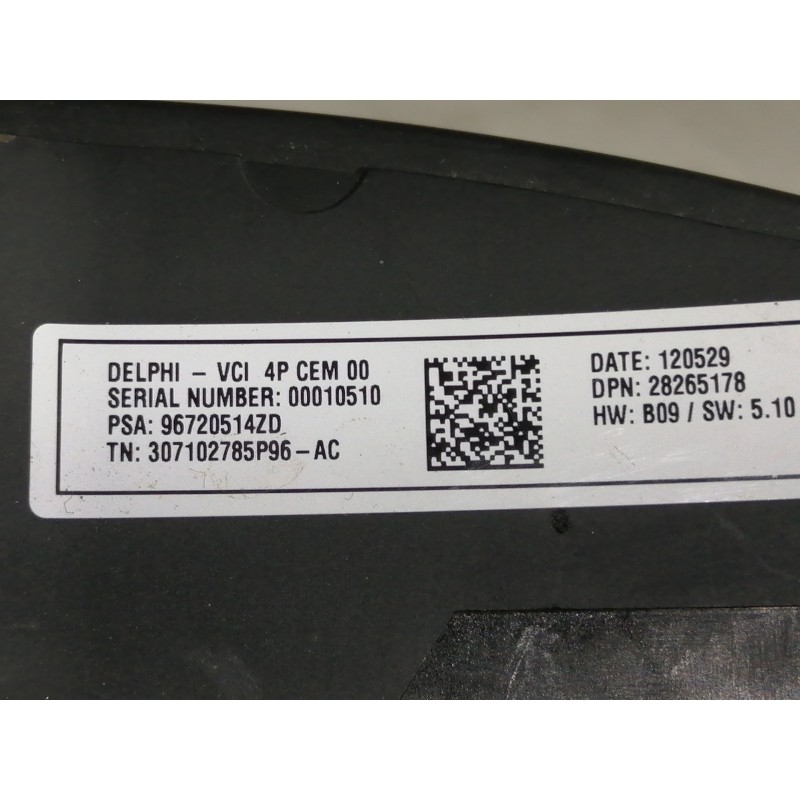 DELPHI - VCI 4P CEM 00
SERIAL NUMBER: 00010510
PSA: 96720514ZD
TN: 307102785P96-AC
DATE: 120529
DPN: 28265178
HW: B09 / SW: 5.10